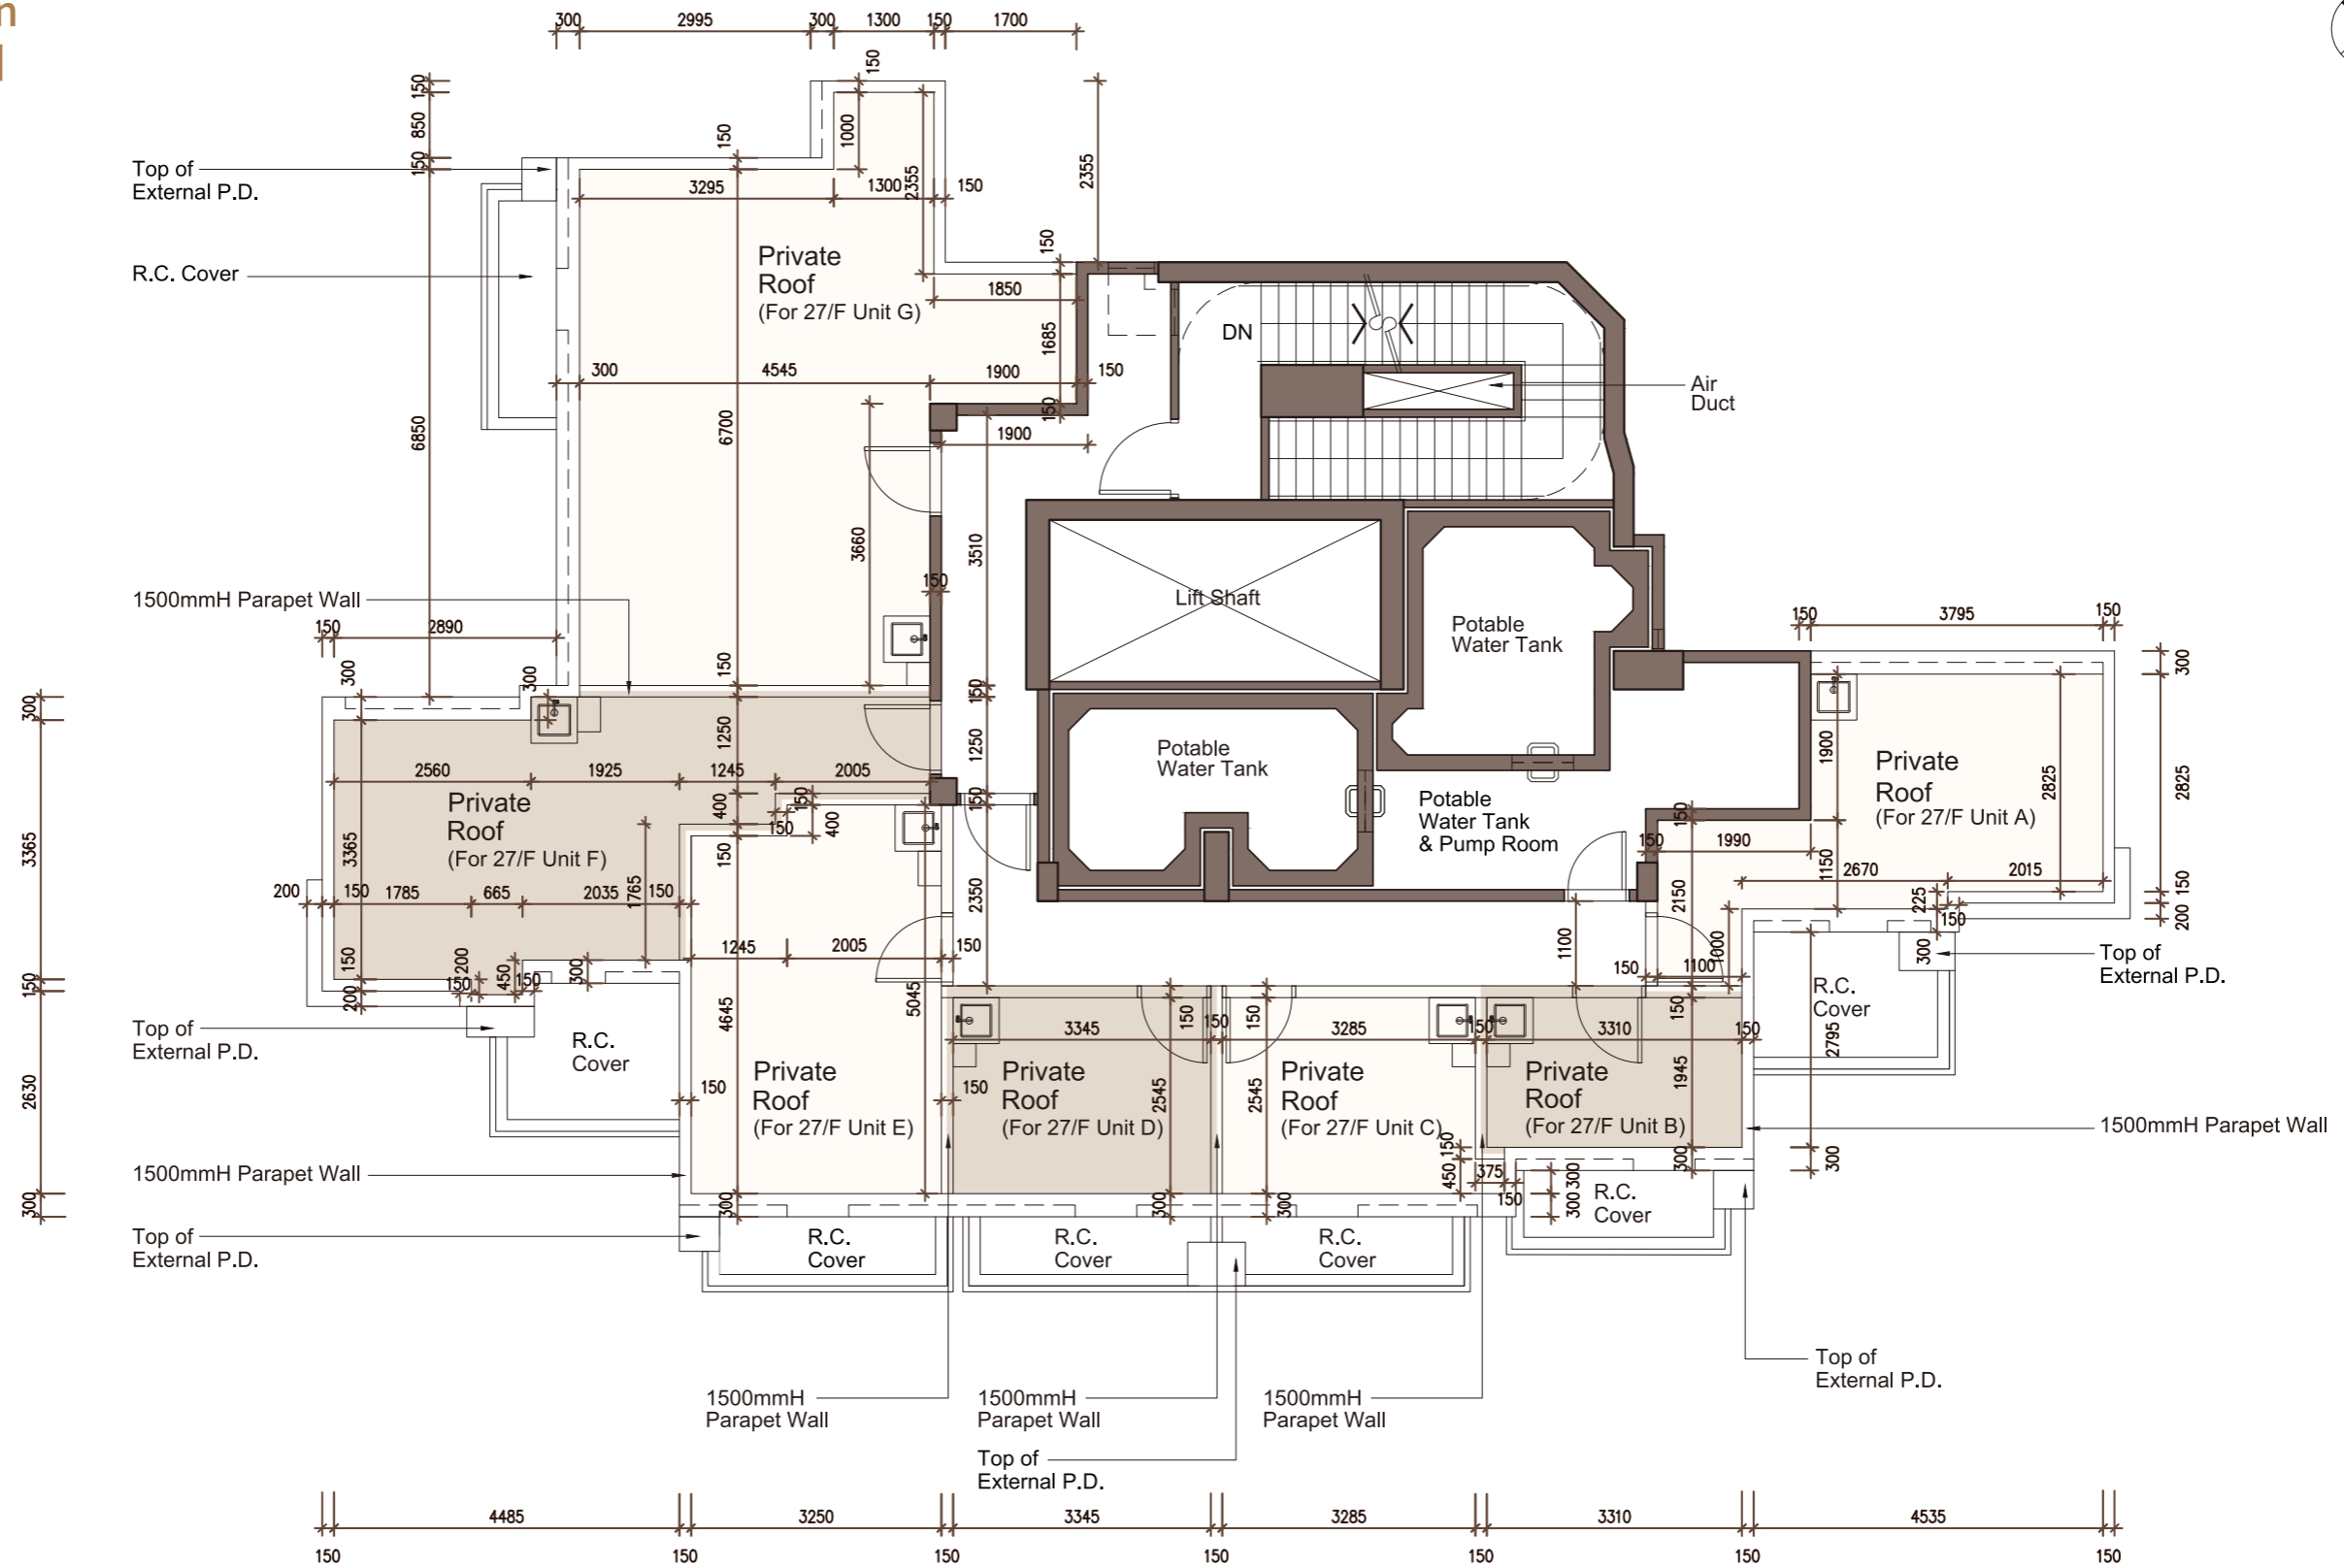 n
300 2995 300 1300 150 1700
150
150
850
150
150
1000
2355
2355
Top of
External P.D.
3295 1300 150
R.C. Cover
Private
Roof
(For 27/F Unit G)
150
1850
1685
DN
300 4545 1900 150
150
Air
Duct
6850
6700
1900
3660
3510
150
1500mmH Parapet Wall
Lift Shaft
Potable
Water Tank
150 3795 150
150 2890
300
300
150
150
300
300
1250
1250
Potable
Water Tank
1900
Private
Roof
(For 27/F Unit A)
2825
2825
2560 1925 1245 2005
Private
Roof
(For 27/F Unit F)
400
150
150
400
150
150
Potable
Water Tank
& Pump Room
150
150 1990
3365
3365
1150
2670 2015
200 150 1785 665 2035 1765 150
2350
2150
225
150
150
200
1245 2005 150
1100
1000
300
Top of
External P.D.
150
150
200
450
150
150
300
200
150 1100
R.C.
Cover
Top of
External P.D.
R.C.
Cover
4645
5045
150
150
150
150
150
3345 3285 3310 150
2795
2630
150
Private
Roof
(For 27/F Unit E)
150
Private
Roof
(For 27/F Unit D)
2545
2545
Private
Roof
(For 27/F Unit C)
Private
Roof
(For 27/F Unit B)
1945
1500mmH Parapet Wall
150
450
375
150
300
300
300
300
1500mmH Parapet Wall
300
300
300
300
R.C.
Cover
Top of
External P.D.
R.C.
Cover
R.C.
Cover
R.C.
Cover
Top of
External P.D.
1500mmH
Parapet Wall
1500mmH
Parapet Wall
1500mmH
Parapet Wall
Top of
External P.D.
4485 3250 3345 3285 3310 4535
150 150 150 150 150 150 150